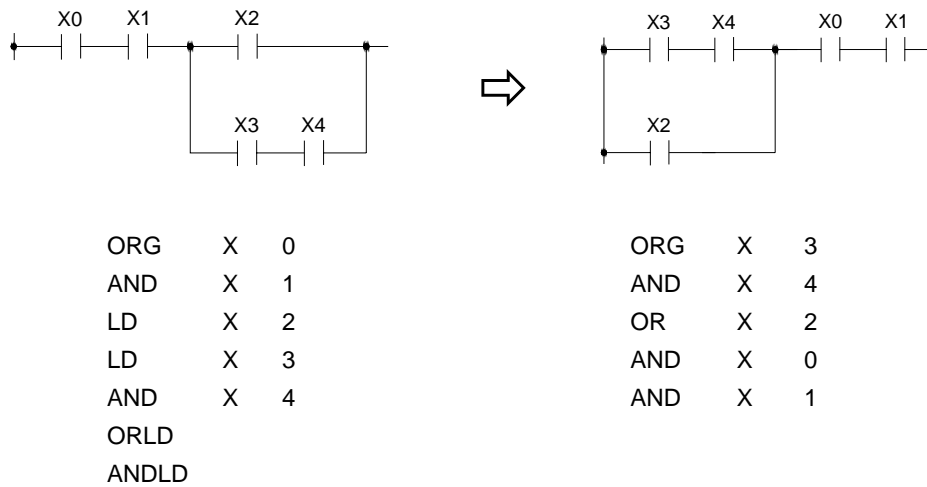 X0 X1 X2
X3 X4
X3 X4 X0 X1
X2
ORG X 0
AND X 1
LD X 2
LD X 3
AND X 4
ORLD
ANDLD
ORG X 3
AND X 4
OR X 2
AND X 0
AND X 1